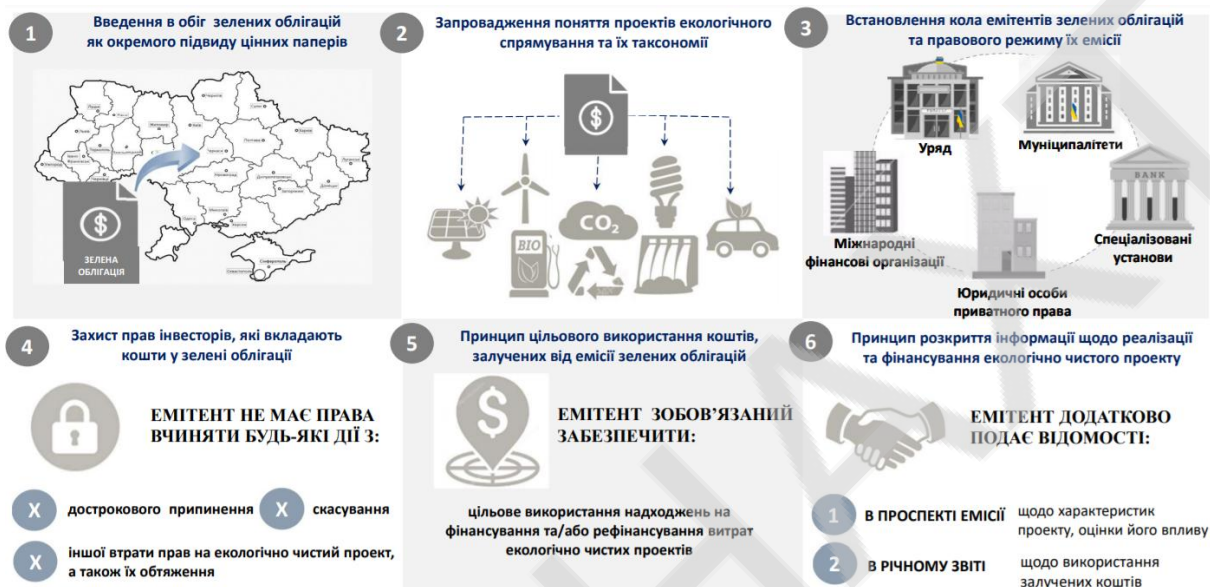 1
Введення в обіг зелених облігацій
як окремого підвиду цінних паперів
ЗЕЛЕНА
ОБЛІГАЦІЯ
2
Запровадження поняття проектів екологічного
спрямування та їх таксономії
BIO
CO₂
3
Встановлення кола емітентів зелених облігацій
та правового режиму їх емісії
Уряд
Муніципалітети
BANK
Міжнародні
фінансові організації
Спеціалізовані
установи
Юридичні особи
приватного права
4
Захист прав інвесторів, які вкладають
кошти у зелені облігації
ЕМІТЕНТ НЕ МАЄ ПРАВА
ВЧИНЯТИ БУДЬ-ЯКІ ДІЇ З:
X дострокового припинення X скасування
X іншої втрати прав на екологічно чистий проект,
а також їх обтяження
5
Принцип цільового використання коштів,
залучених від емісії зелених облігацій
ЕМІТЕНТ ЗОБОВ’ЯЗАНИЙ
ЗАБЕЗПЕЧИТИ:
цільове використання надходжень на
фінансування та/або рефінансування витрат
екологічно чистих проектів
6
Принцип розкриття інформації щодо реалізації
та фінансування екологічно чистого проекту
ЕМІТЕНТ ДОДАТКОВО
ПОДАЄ ВІДОМОСТІ:
1 В ПРОСПЕКТІ ЕМІСІЇ щодо характеристик
проекту, оцінки його впливу
2 В РІЧНОМУ ЗВІТІ щодо використання
залучених коштів